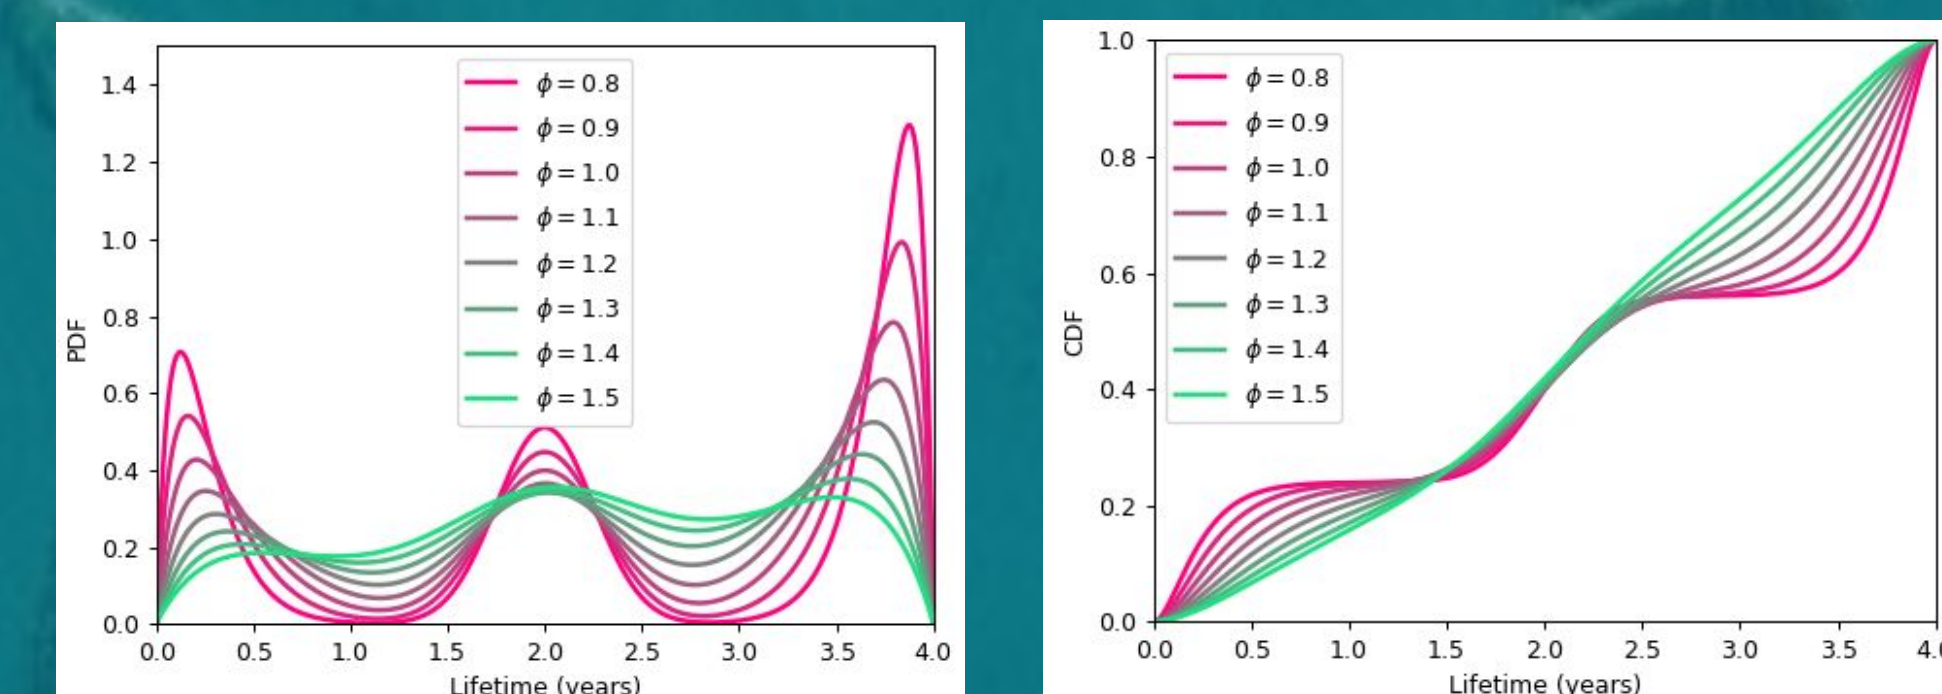 PDF
1.4
1.2
1.0
0.8
0.6
0.4
0.2
0.0
ϕ = 0.8
ϕ = 0.9
ϕ = 1.0
ϕ = 1.1
ϕ = 1.2
ϕ = 1.3
ϕ = 1.4
ϕ = 1.5
0.0 0.5 1.0 1.5 2.0 2.5 3.0 3.5 4.0
Lifetime (years)
CDF
1.0
0.8
0.6
0.4
0.2
0.0
ϕ = 0.8
ϕ = 0.9
ϕ = 1.0
ϕ = 1.1
ϕ = 1.2
ϕ = 1.3
ϕ = 1.4
ϕ = 1.5
0.0 0.5 1.0 1.5 2.0 2.5 3.0 3.5 4.0
Lifetime (years)